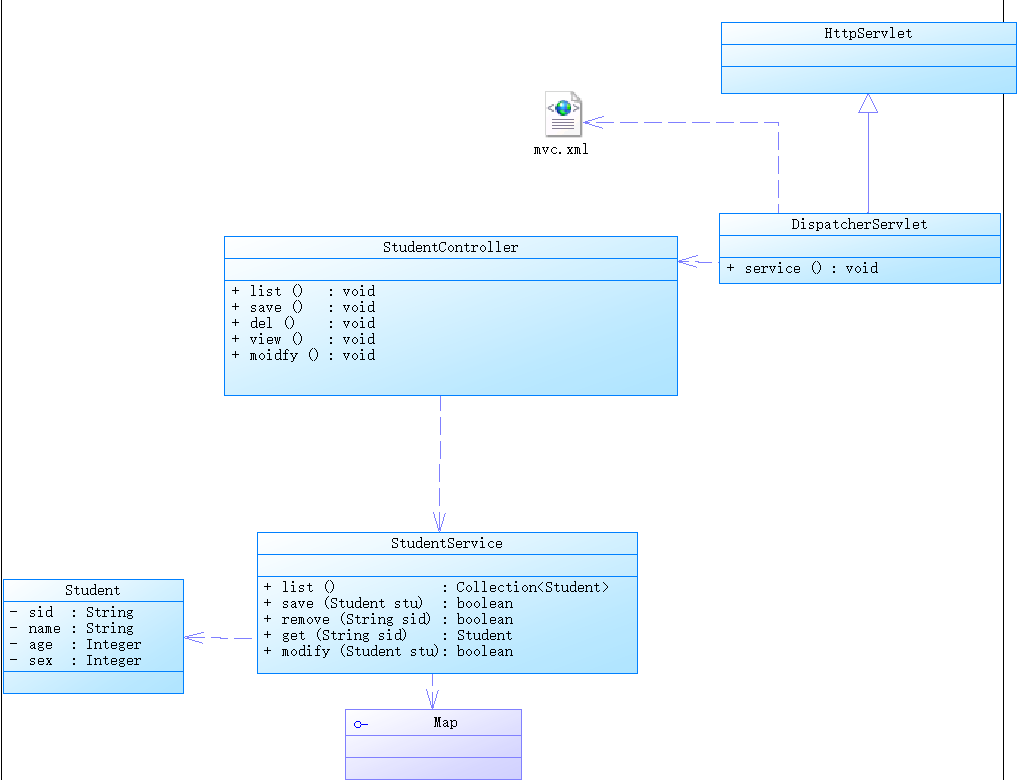 HttpServlet
mvc.xml
DispatcherServlet
+ service () : void
StudentController
+ list () : void
+ save () : void
+ del () : void
+ view () : void
+ moidfy () : void
StudentService
+ list () : Collection<Student>
+ save (Student stu) : boolean
+ remove (String sid) : boolean
+ get (String sid) : Student
+ modify (Student stu): boolean
Student
- sid : String
- name : String
- age : Integer
- sex : Integer
Map